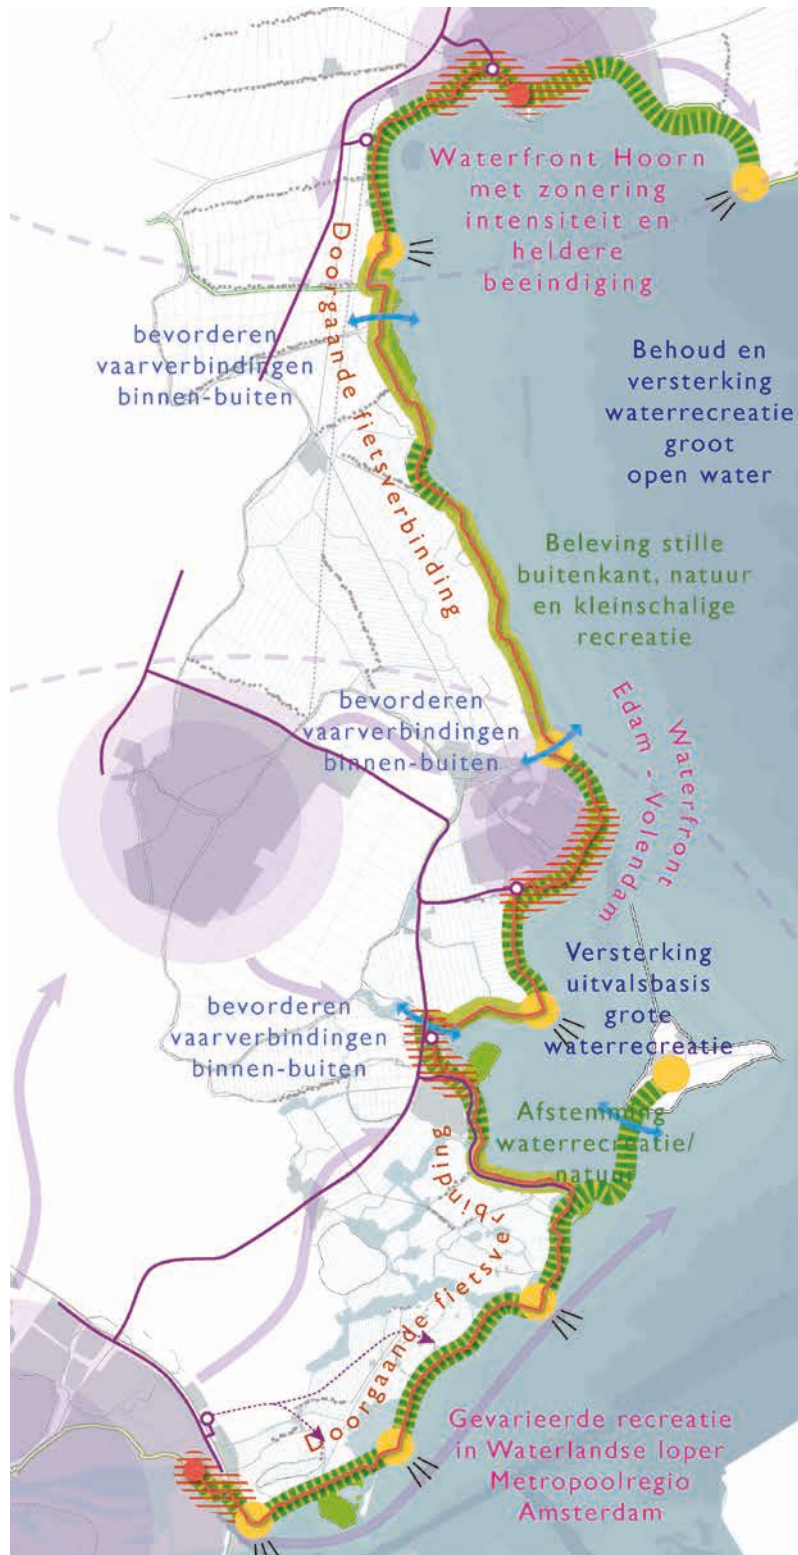 Waterfront Hoorn
met zonering
intensiteit en
heldere
beeindiging
Doorgaande fietsverbinding
bevorderen
vaarverbindingen
binnen-buiten
Behoud en
versterking
waterrecreatie
groot
open water
Beleving stille
buitenkant, natuur
en kleinschalige
recreatie
bevorderen
vaarverbindingen
binnen-buiten
Waterfront
Edam - Volendam
Versterking
uitvalsbasis
grote
waterrecreatie
bevorderen
vaarverbindingen
binnen-buiten
Afstemming
waterrecreatie/
natuur
Doorgaande fietsverbinding
Gevarieerde recreatie
in Waterlandse loper
Metropoolregio
Amsterdam